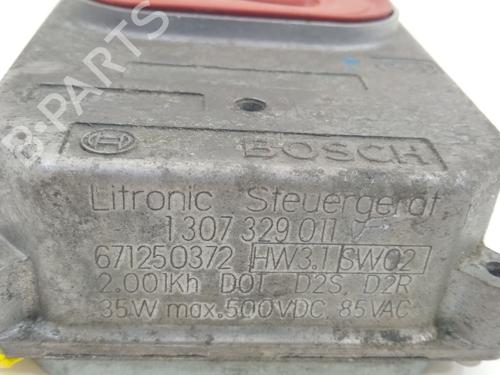 B-PARTS
BOSCH
Litronic Steuergerät
1 307 329 011
671250372 HW3.1 SW02
2.001Kh DOT D2S, D2R
35W max.500VDC, 85VAC